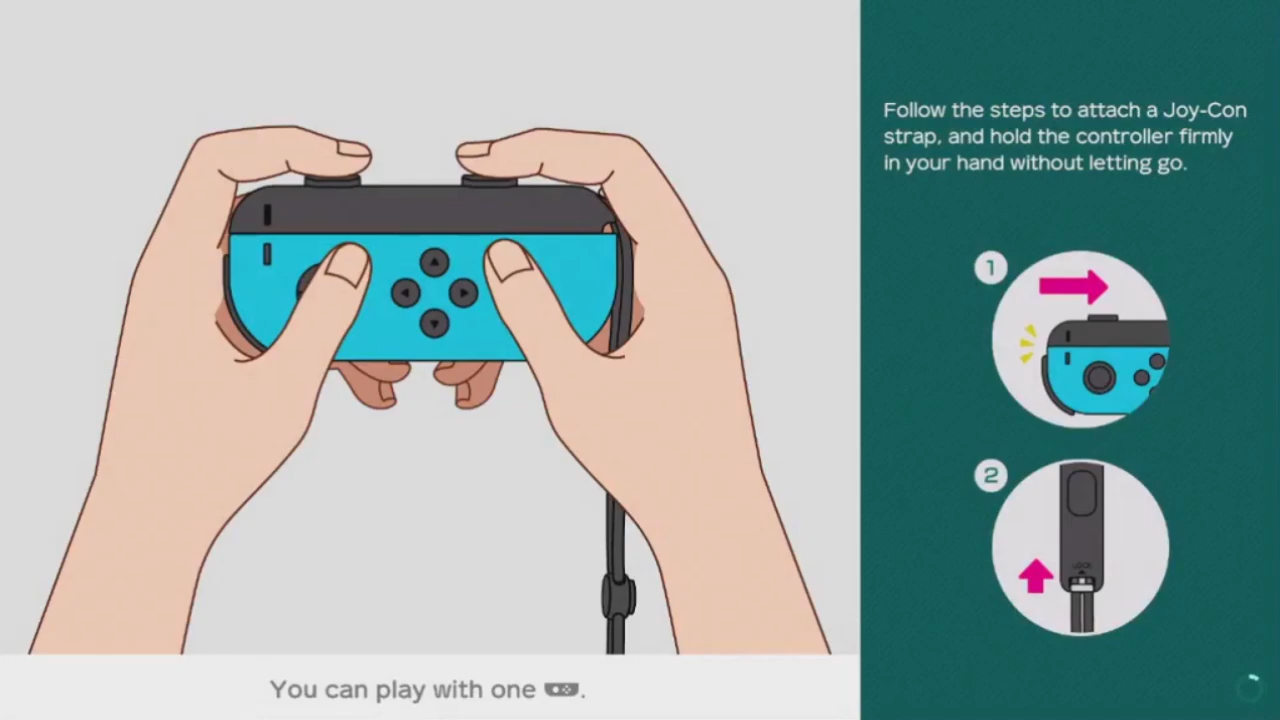 Follow the steps to attach a Joy-Con
strap, and hold the controller firmly
in your hand without letting go.
1
2
LOCK
You can play with one .